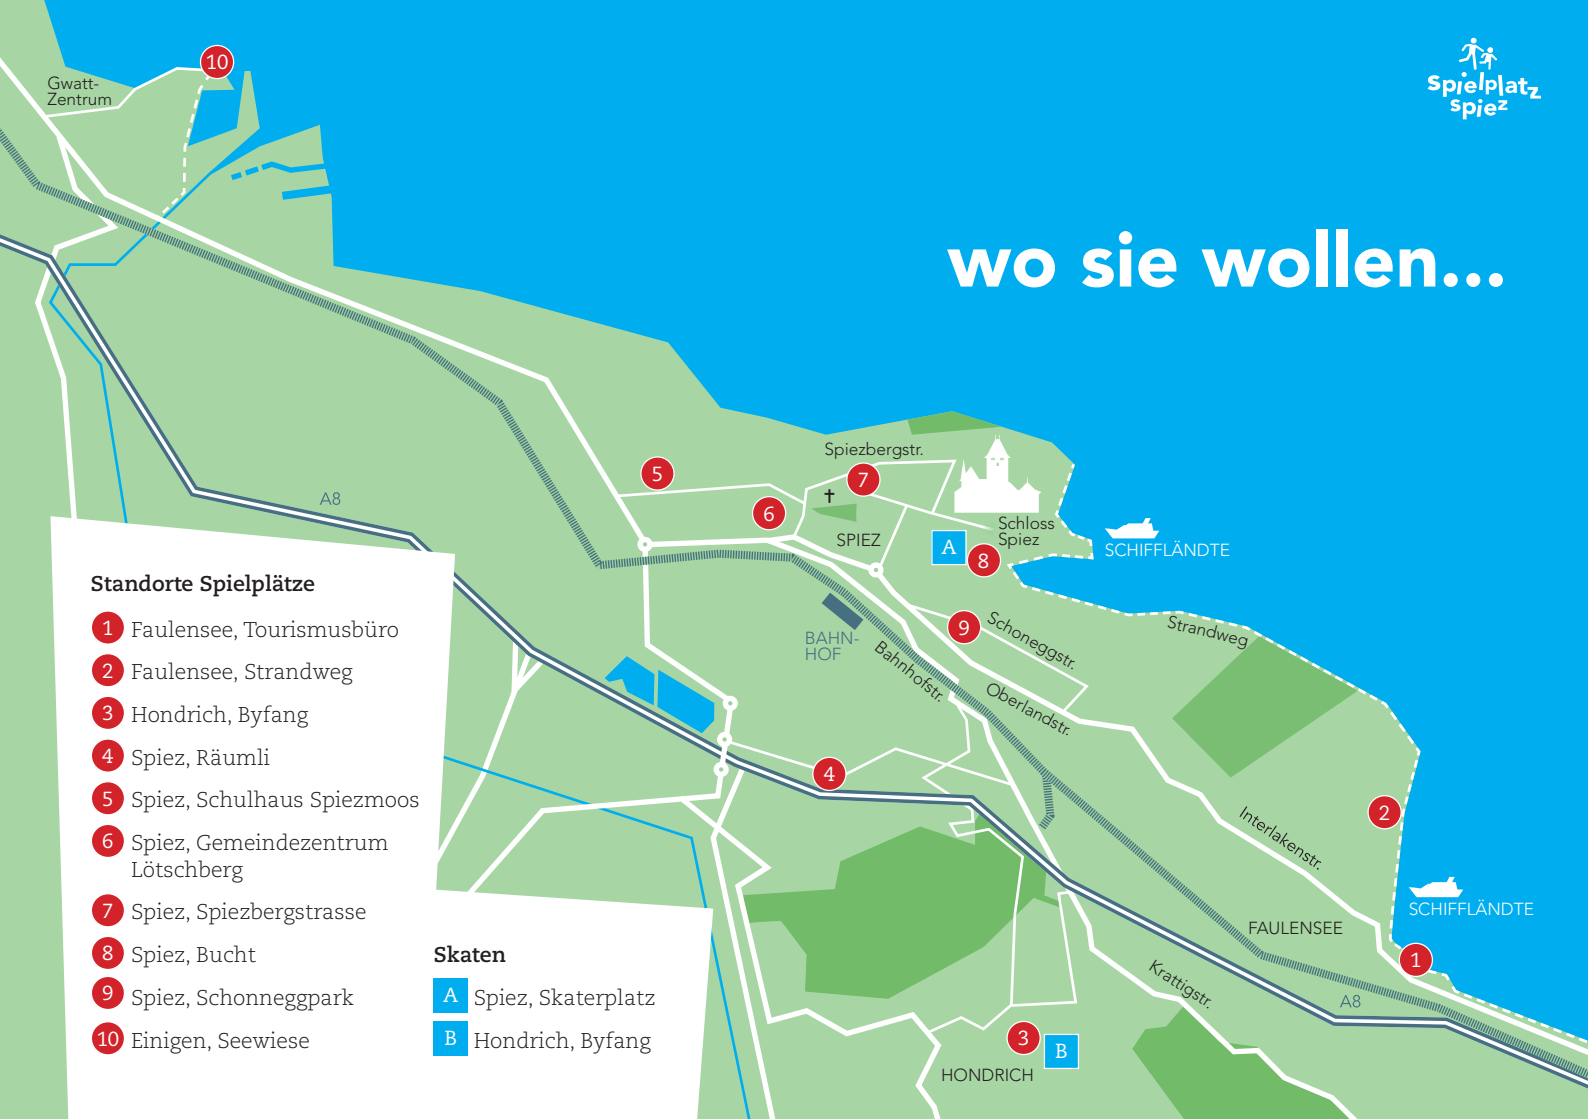 10
Gwatt-
Zentrum
Spielplatz
spiez
wo sie wollen...
A8
5
6
Spiezbergstr.
7
SPIEZ
Schloss
Spiez
A
8
SCHIFFLÄNDTE
BAHN-
HOF
Bahnhofstr.
9
Schoneggstr.
Oberlandstr.
Strandweg
4
2
Interlakenstr.
SCHIFFLÄNDTE
FAULENSEE
1
Krattigstr.
A8
3
B
HONDRICH
Standorte Spielplätze
1 Faulensee, Tourismusbüro
2 Faulensee, Strandweg
3 Hondrich, Byfang
4 Spiez, Räumli
5 Spiez, Schulhaus Spiezmoos
6 Spiez, Gemeindezentrum
Lötschberg
7 Spiez, Spiezbergstrasse
8 Spiez, Bucht
9 Spiez, Schonneggpark
10 Einigen, Seewiese
Skaten
A Spiez, Skaterplatz
B Hondrich, Byfang